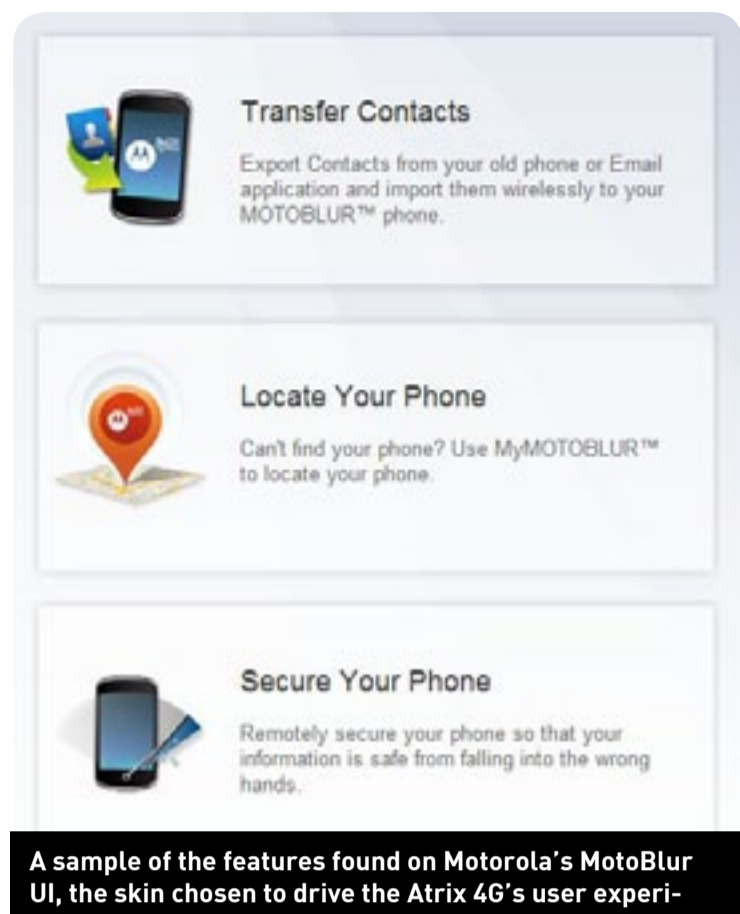 Transfer Contacts
Export Contacts from your old phone or Email
application and import them wirelessly to your
MOTOBLUR™ phone.
Locate Your Phone
Can't find your phone? Use MyMOTOBLUR™
to locate your phone.
Secure Your Phone
Remotely secure your phone so that your
information is safe from falling into the wrong
hands.
A sample of the features found on Motorola's MotoBlur
UI, the skin chosen to drive the Atrix 4G's user experi-